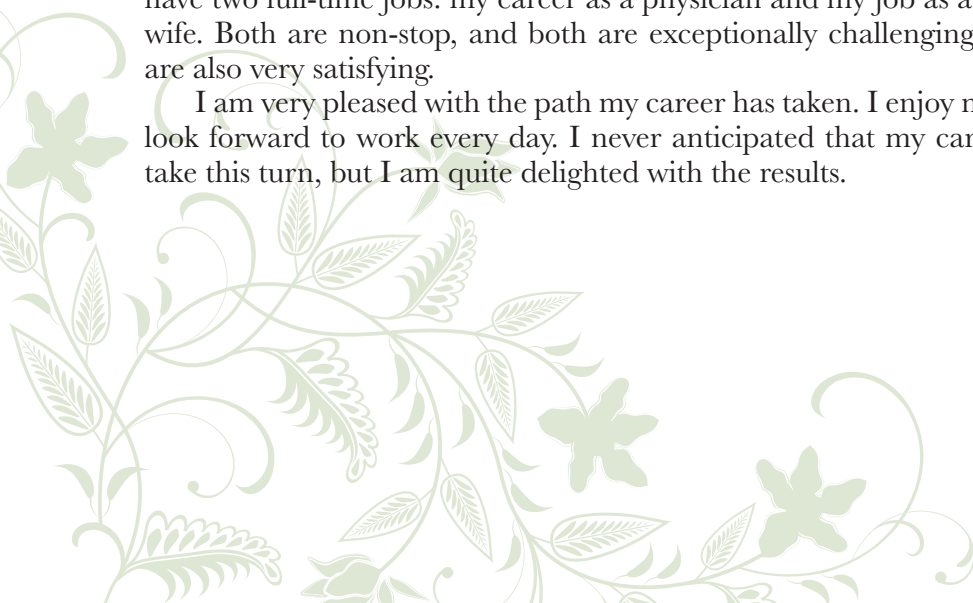 have two full-time jobs: my career as a physician and my job as a
wife. Both are non-stop, and both are exceptionally challenging
are also very satisfying.
I am very pleased with the path my career has taken. I enjoy
look forward to work every day. I never anticipated that my
take this turn, but I am quite delighted with the results.